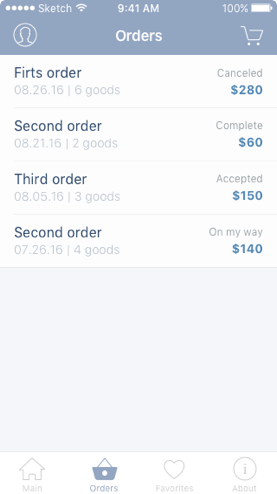 Sketch 9:41 AM 100%
Orders
Firts order Canceled
08.26.16 | 6 goods $280
Second order Complete
08.21.16 | 2 goods $60
Third order Accepted
08.05.16 | 3 goods $150
Second order On my way
07.26.16 | 4 goods $140
Main Orders Favorites About